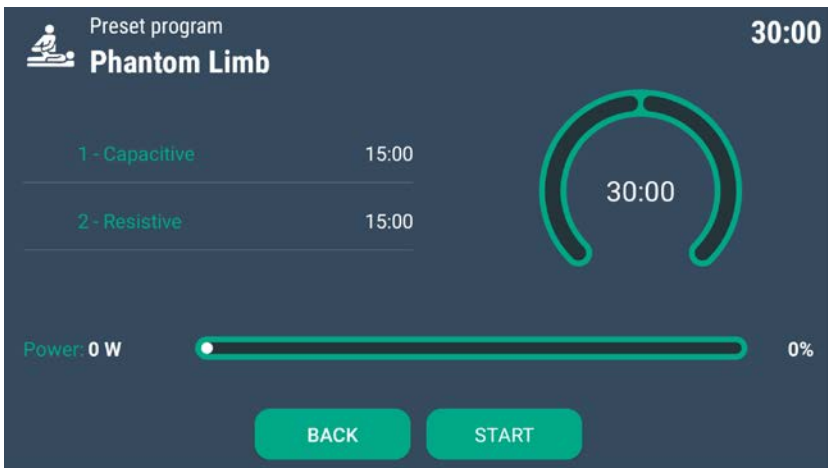 Preset program
30:00
Phantom Limb
1 - Capacitive 15:00
30:00
2 - Resistive 15:00
Power: 0 W 0%
BACK START